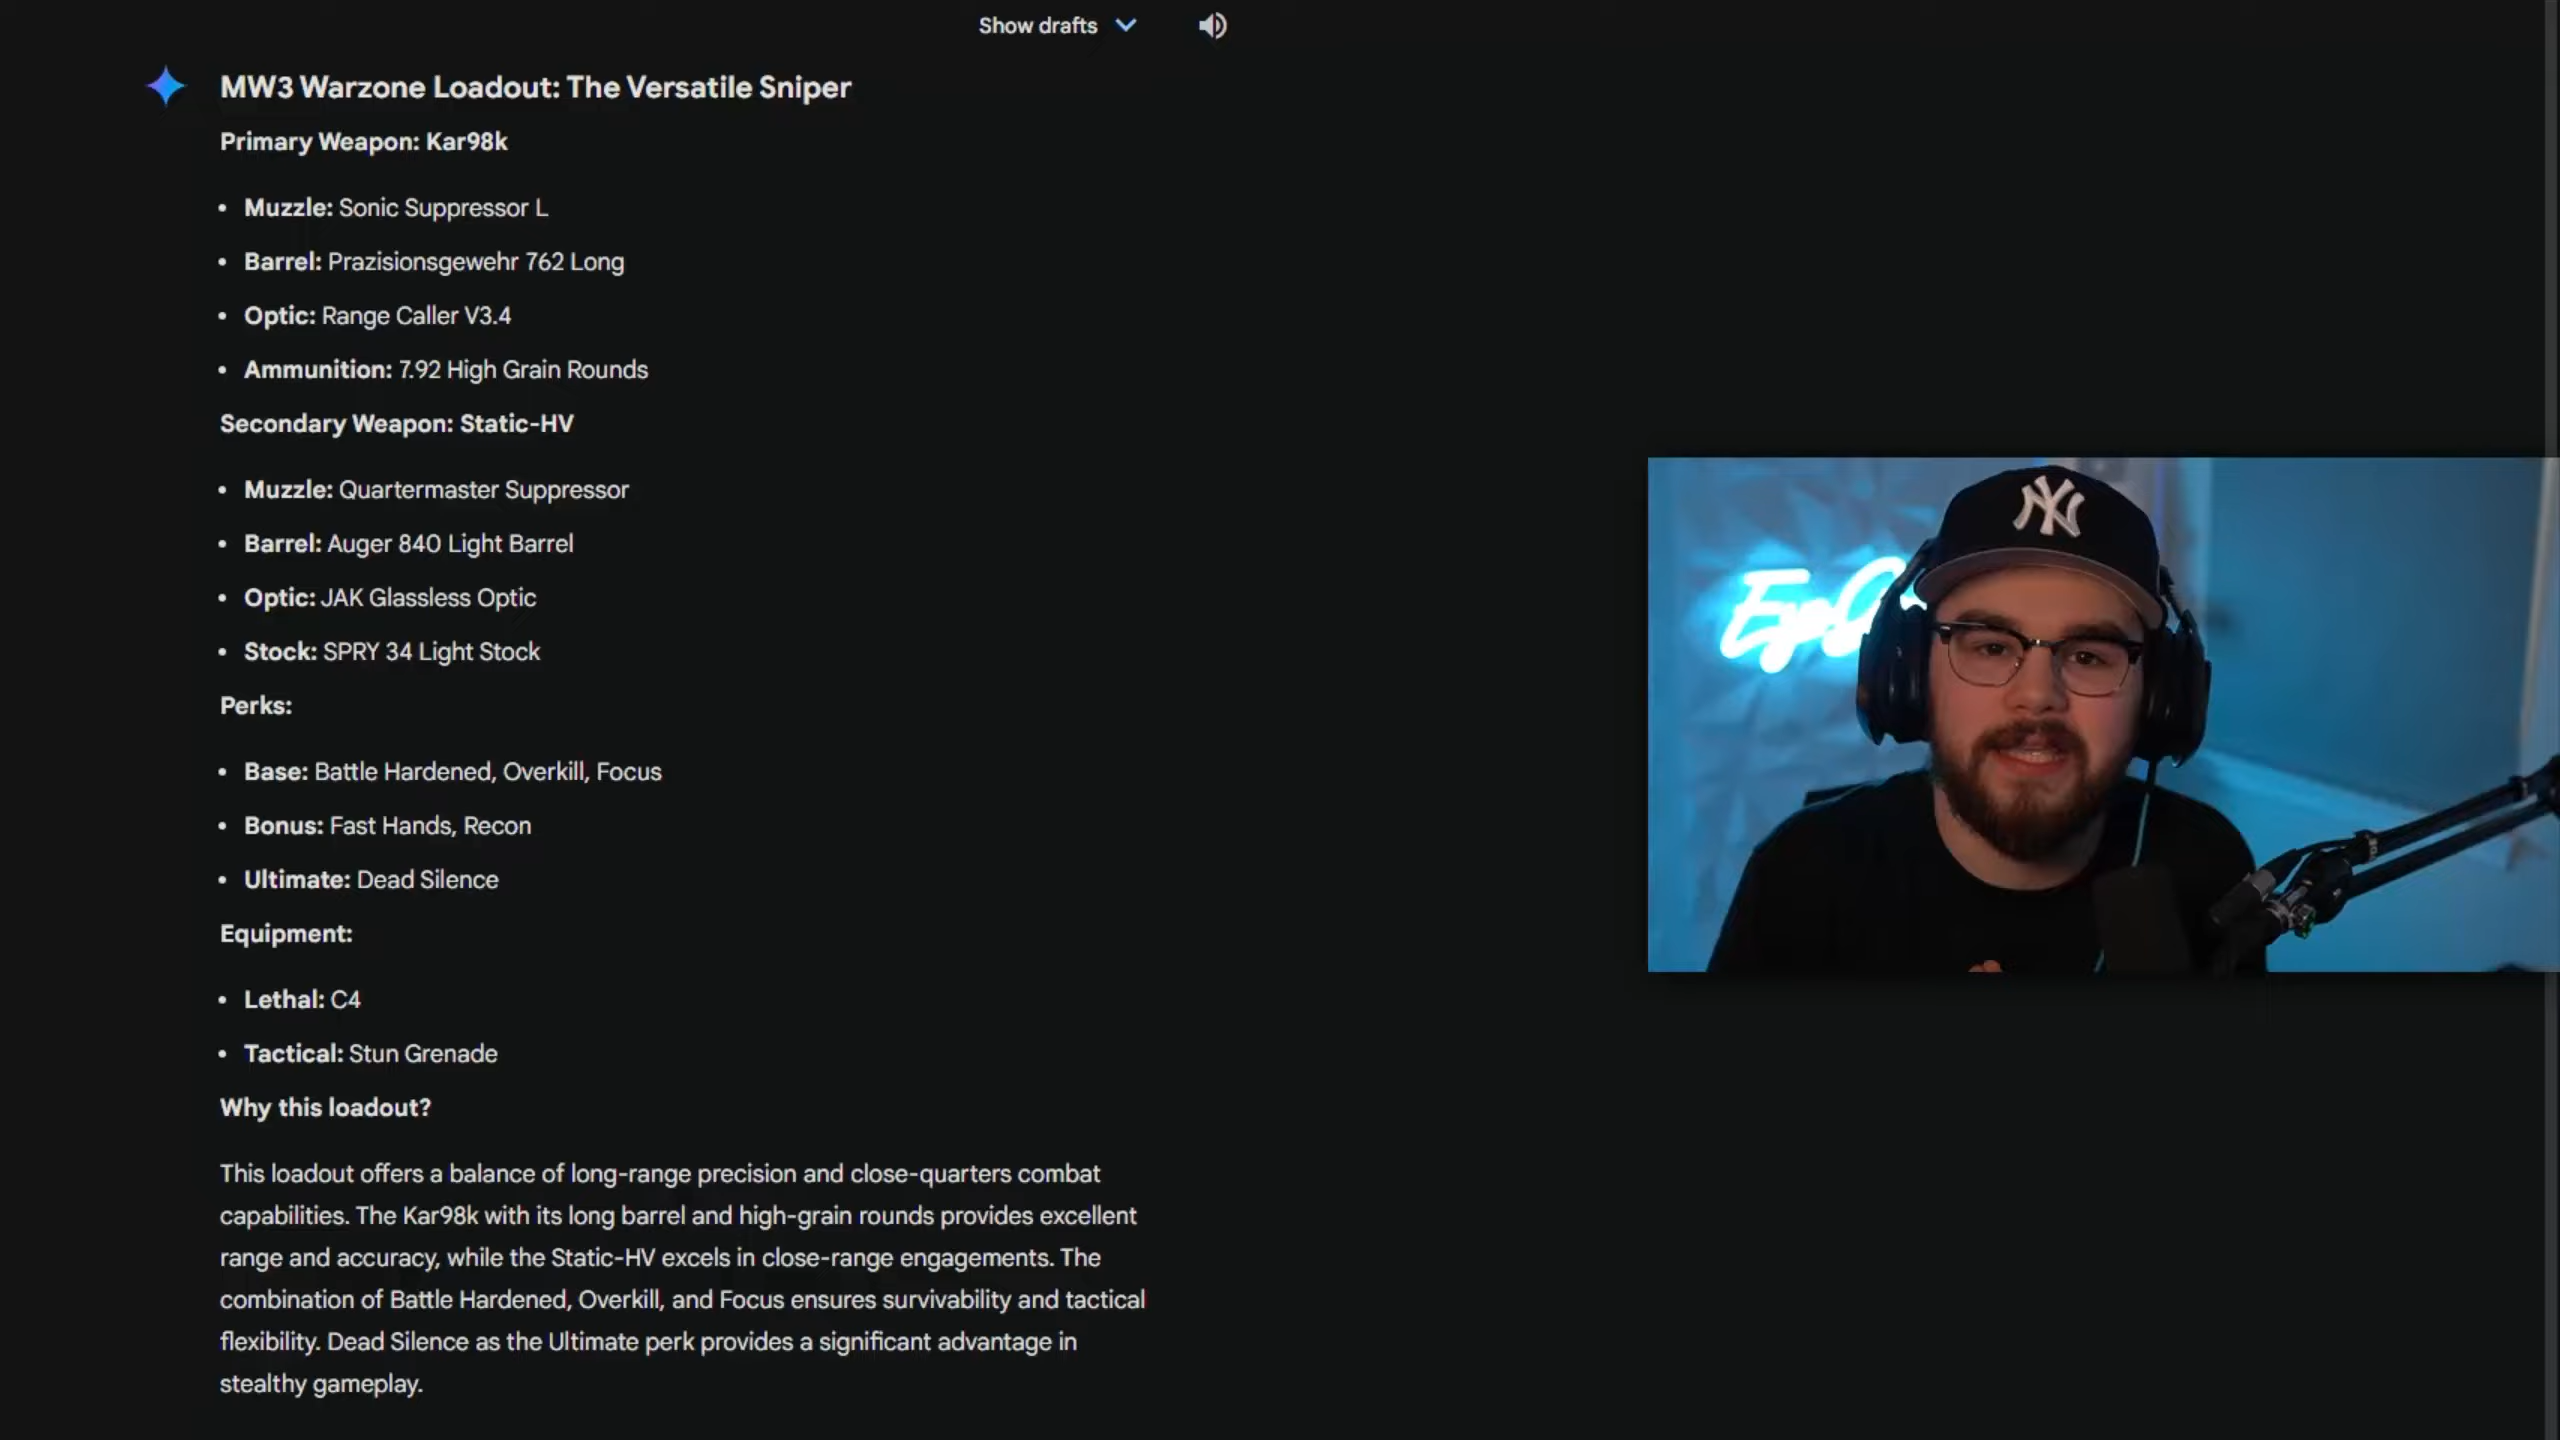 Show drafts
MW3 Warzone Loadout: The Versatile Sniper
Primary Weapon: Kar98k
• Muzzle: Sonic Suppressor L
• Barrel: Prazisionsgewehr 762 Long
• Optic: Range Caller V3.4
• Ammunition: 7.92 High Grain Rounds
Secondary Weapon: Static-HV
• Muzzle: Quartermaster Suppressor
• Barrel: Auger 840 Light Barrel
• Optic: JAK Glassless Optic
• Stock: SPRY 34 Light Stock
Perks:
• Base: Battle Hardened, Overkill, Focus
• Bonus: Fast Hands, Recon
• Ultimate: Dead Silence
Equipment:
• Lethal: C4
• Tactical: Stun Grenade
Why this loadout?
This loadout offers a balance of long-range precision and close-quarters combat
capabilities. The Kar98k with its long barrel and high-grain rounds provides excellent
range and accuracy, while the Static-HV excels in close-range engagements. The
combination of Battle Hardened, Overkill, and Focus ensures survivability and tactical
flexibility. Dead Silence as the Ultimate perk provides a significant advantage in
stealthy gameplay.
NY